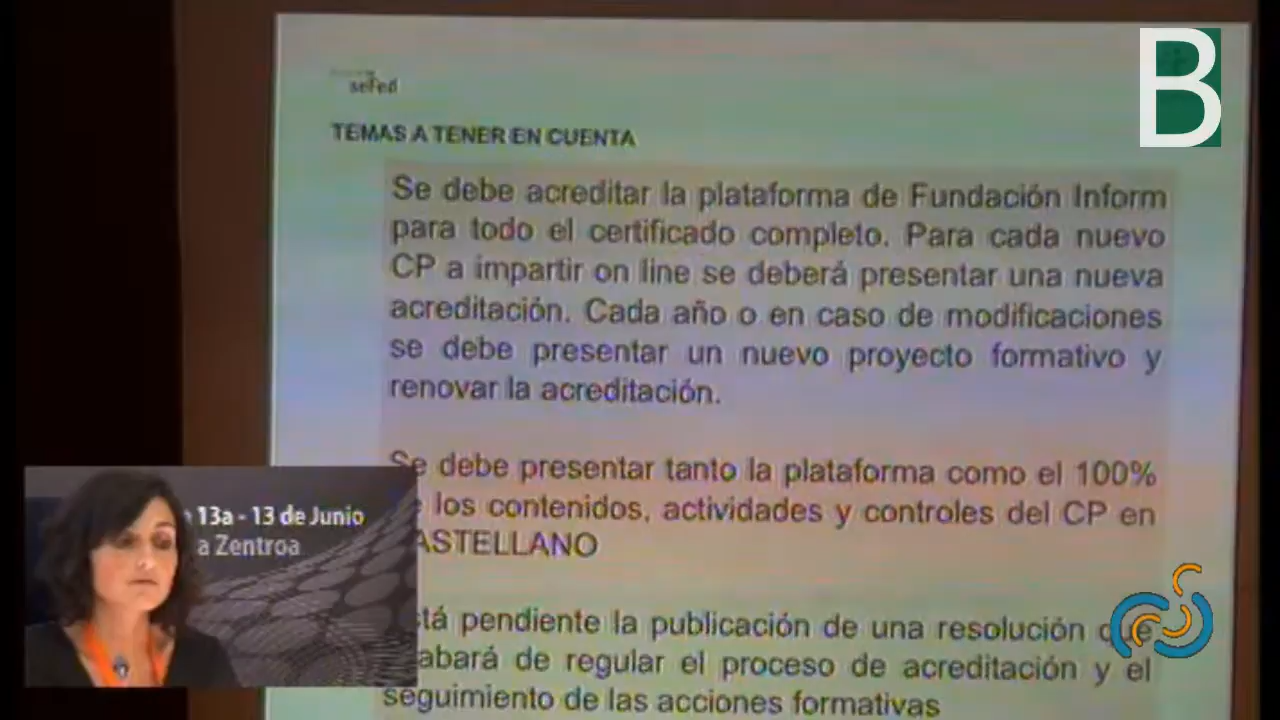 B
sefed
TEMAS A TENER EN CUENTA
Se debe acreditar la plataforma de Fundación Inform
para todo el certificado completo. Para cada nuevo
CP a impartir on line se deberá presentar una nueva
acreditación. Cada año o en caso de modificaciones
se debe presentar un nuevo proyecto formativo y
renovar la acreditación.
Se debe presentar tanto la plataforma como el 100%
los contenidos, actividades y controles del CP en
ASTELLANO
tá pendiente la publicación de una resolución que
abará de regular el proceso de acreditación y el
seguimiento de las acciones formativas
13a - 13 de Junio
a Zentroa